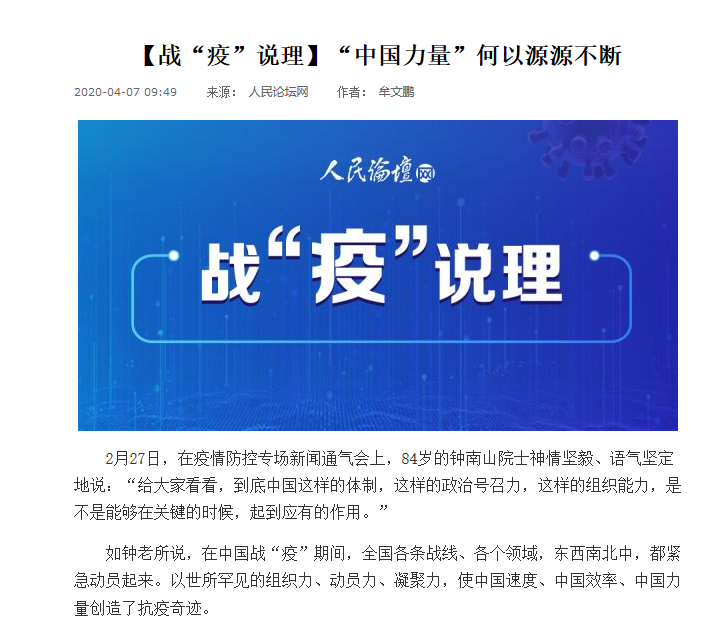 【战“疫”说理】“中国力量”何以源源不断
2020-04-07 09:49 来源： 人民论坛网 作者： 牟文鹏
人民论坛网
战“疫”说理
2月27日，在疫情防控专场新闻通气会上，84岁的钟南山院士神情坚毅、语气坚定
地说：“给大家看看，到底中国这样的体制，这样的政治号召力，这样的组织能力，是
不是能够在关键的时候，起到应有的作用。”
如钟老所说，在中国战“疫”期间，全国各条战线、各个领域，东西南北中，都紧
急动员起来。以世所罕见的组织力、动员力、凝聚力，使中国速度、中国效率、中国力
量创造了抗疫奇迹。